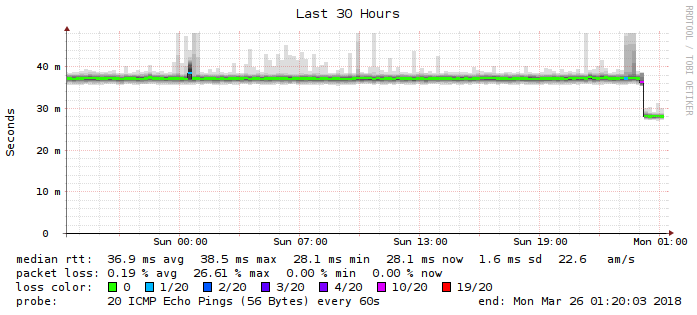 Last 30 Hours
RRDTOOL / TOBI OETIKER
Seconds
40 m
30 m
20 m
10 m
0
Sun 00:00 Sun 07:00 Sun 13:00 Sun 19:00 Mon 01:00
median rtt: 36.9 ms avg 38.5 ms max 28.1 ms min 28.1 ms now 1.6 ms sd 22.6 am/s
packet loss: 0.19 % avg 26.61 % max 0.00 % min 0.00 % now
loss color: 0 1/20 2/20 3/20 4/20 10/20 19/20
probe: 20 ICMP Echo Pings (56 Bytes) every 60s end: Mon Mar 26 01:20:03 2018